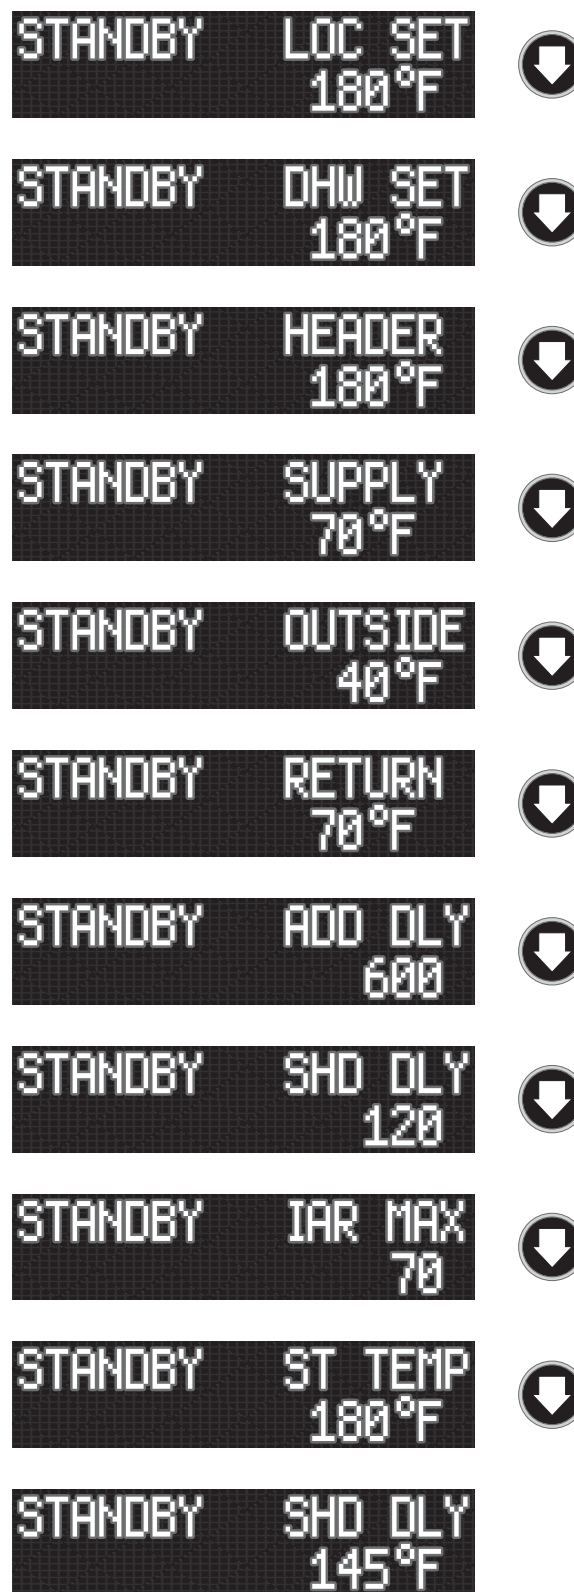 STANDBY LOC SET
180°F
STANDBY DHW SET
180°F
STANDBY HEADER
180°F
STANDBY SUPPLY
70°F
STANDBY OUTSIDE
40°F
STANDBY RETURN
70°F
STANDBY ADD DLY
600
STANDBY SHD DLY
120
STANDBY IAR MAX
70
STANDBY ST TEMP
180°F
STANDBY SHD DLY
145°F